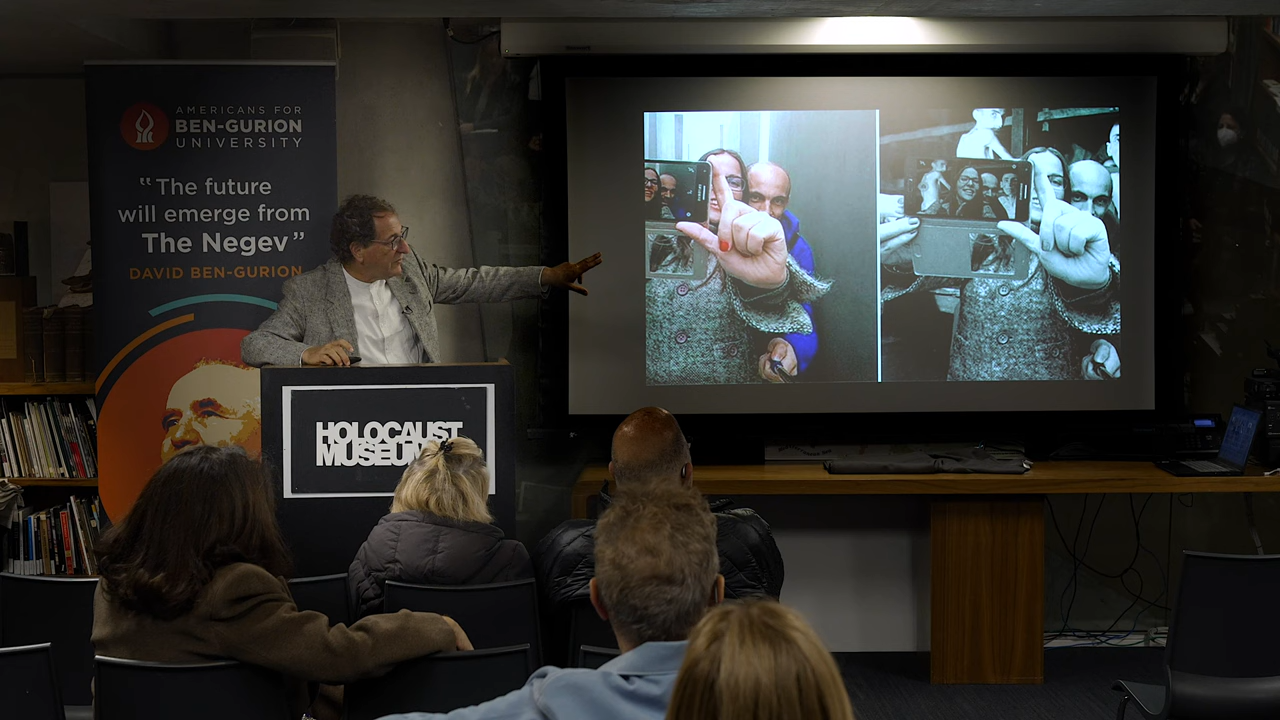 AMERICANS FOR
BEN-GURION
UNIVERSITY
“The future
will emerge from
The Negev”
DAVID BEN-GURION
HOLOCAUST
MUSEUM